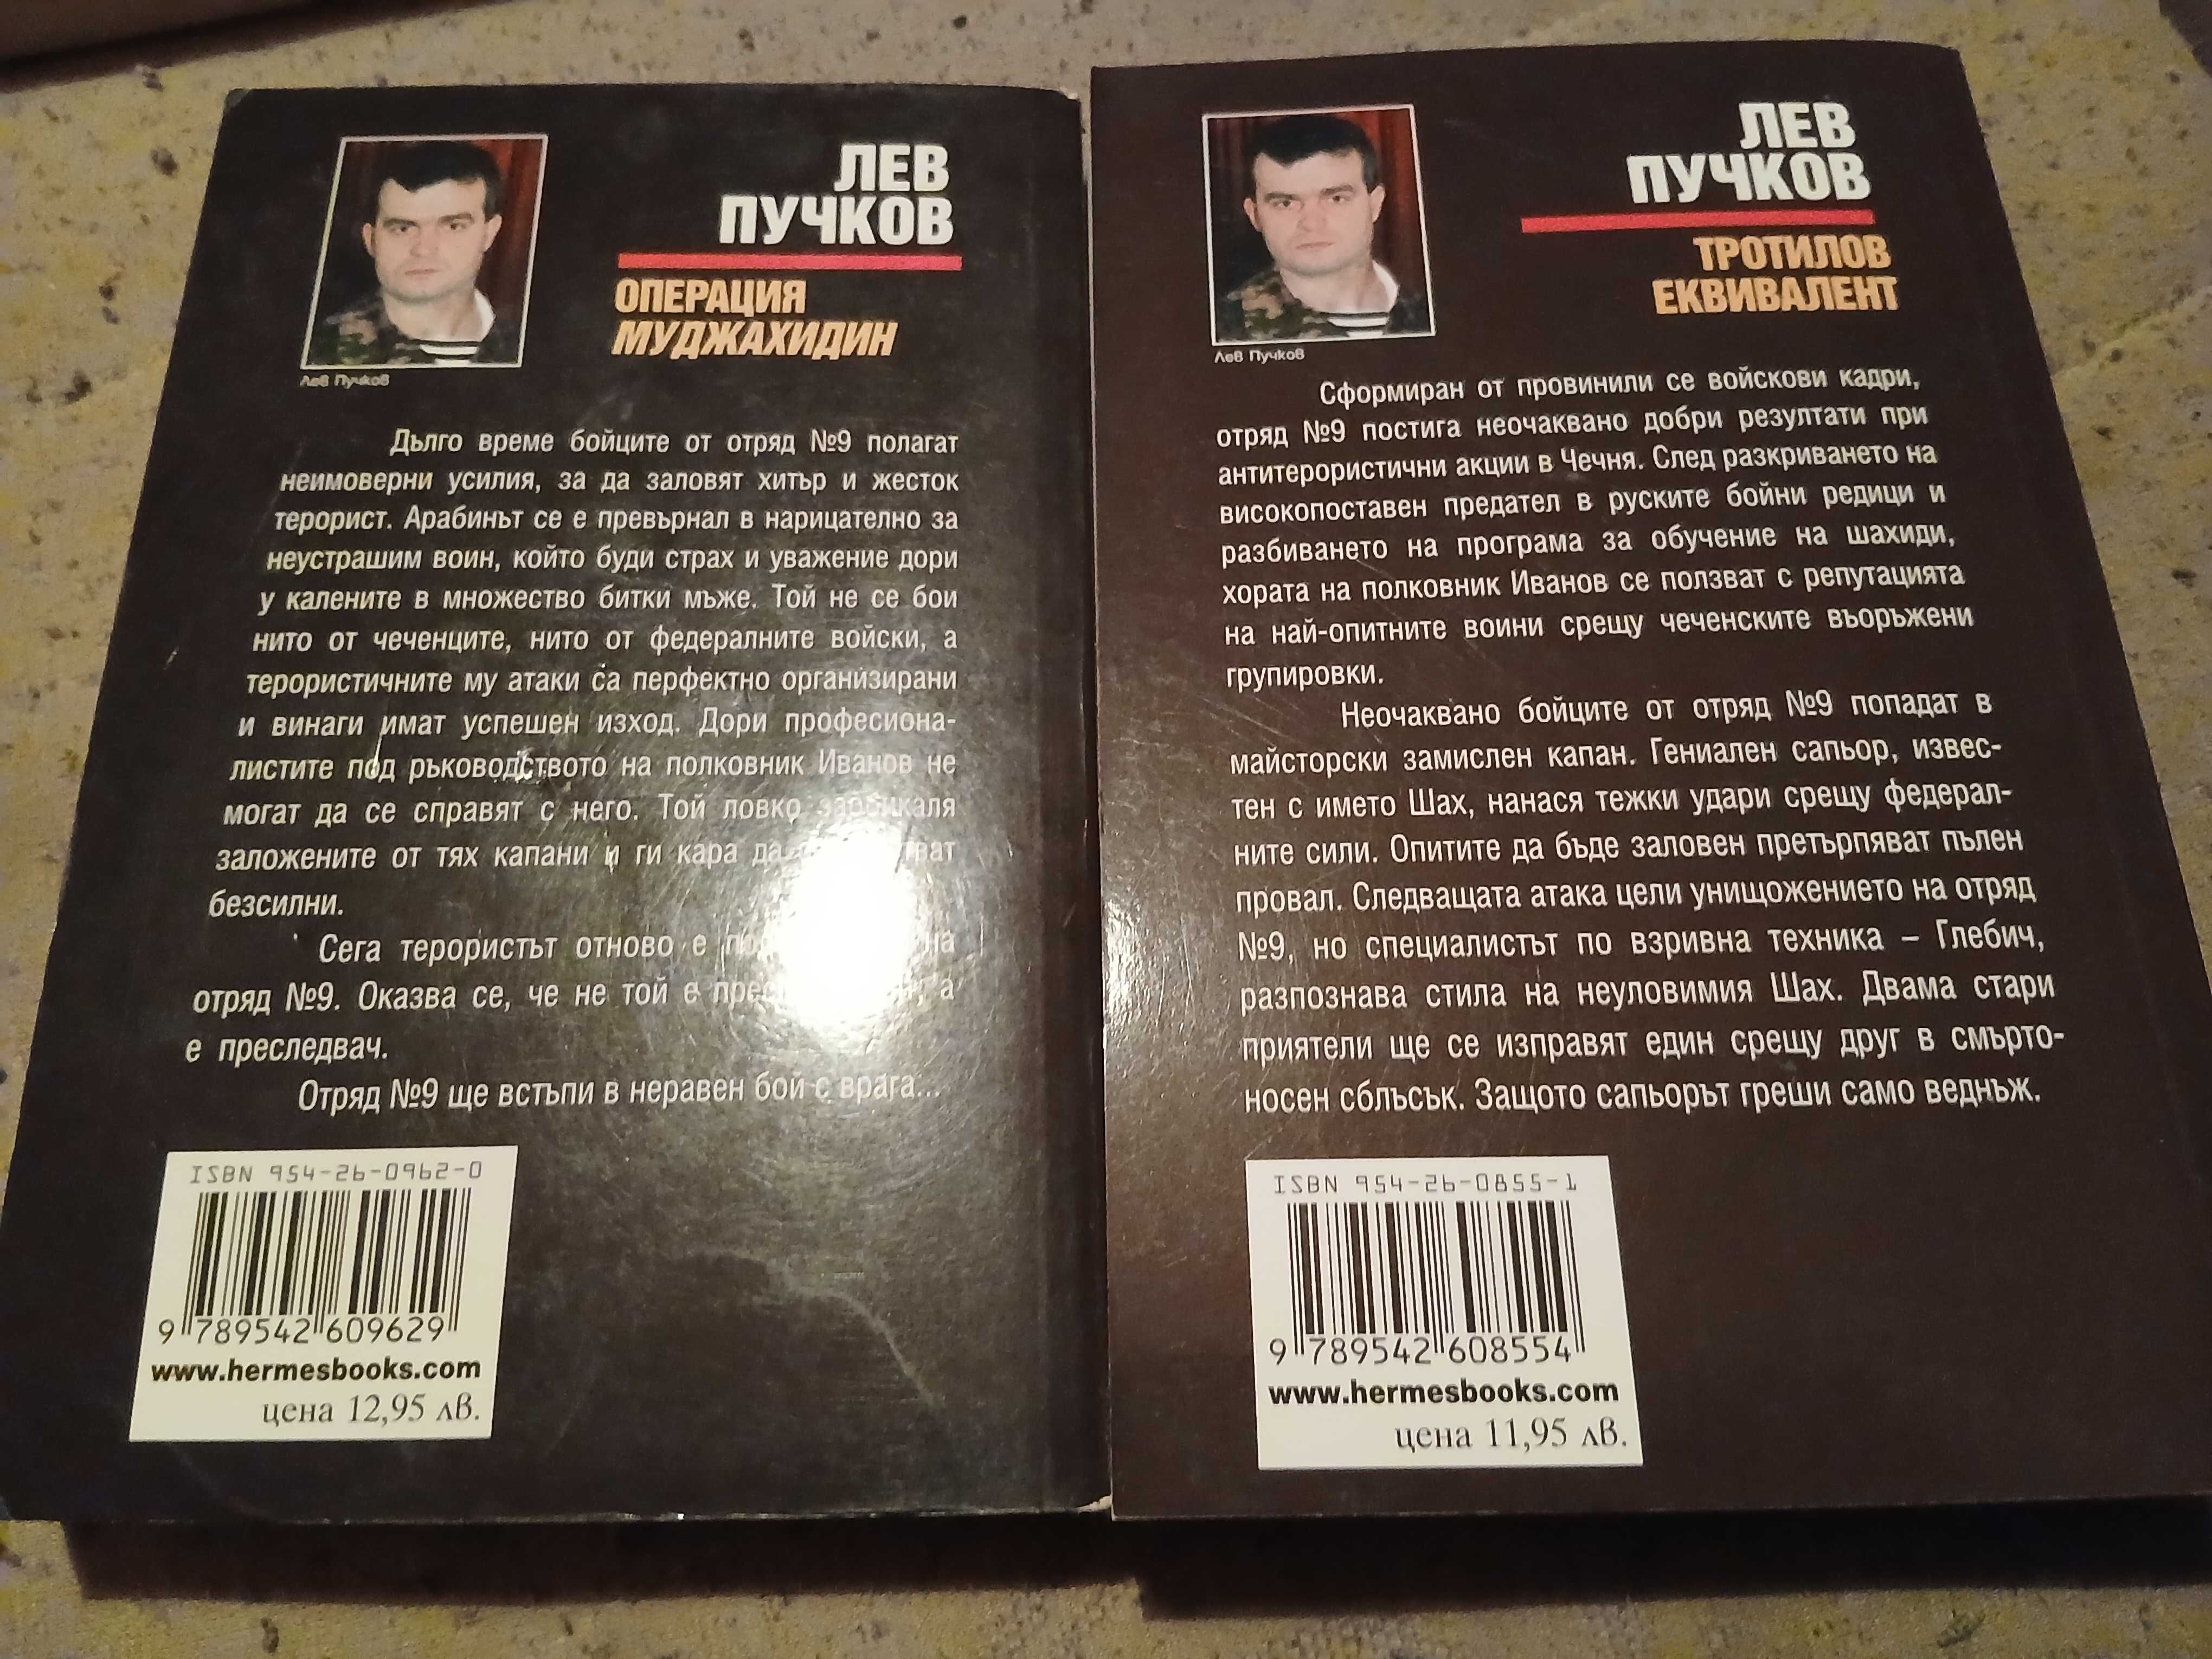 ЛЕВ
ПУЧКОВ
ОПЕРАЦИЯ
МУДЖАХИДИН
Лев Пучков
Дълго време бойците от отряд №9 полагат
неимоверни усилия, за да заловят хитър и жесток
терорист. Арабинът се е превърнал в нарицателно за
неустрашим воин, който буди страх и уважение дори
у калените в множество битки мъже. Той не се бои
нито от чеченците, нито от федералните войски, а
терористичните му атаки са перфектно организирани
и винаги имат успешен изход. Дори професиона-
листите под ръководството на полковник Иванов не
могат да се справят с него. Той ловко заобикаля
заложените от тях капани и ги кара да
безсилни.
Сега терористът отново е на
отряд №9. Оказва се, че не той е а
е преследвач.
Отряд №9 ще встъпи в неравен бой с врага...
ISBN 954-26-0962-0
9 789542 609629
www.hermesbooks.com
цена 12,95 лв.
ЛЕВ
ПУЧКОВ
ТРОТИЛОВ
ЕКВИВАЛЕНТ
Лев Пучков
Сформиран от провинили се войскови кадри,
отряд №9 постига неочаквано добри резултати при
антитерористични акции в Чечня. След разкриването на
високопоставен предател в руските бойни редици и
разбиването на програма за обучение на шахиди,
хората на полковник Иванов се ползват с репутацията
на най-опитните воини срещу чеченските въоръжени
групировки.
Неочаквано бойците от отряд №9 попадат в
майсторски замислен капан. Гениален сапьор, извес-
тен с името Шах, нанася тежки удари срещу федерал-
ните сили. Опитите да бъде заловен претърпяват пълен
провал. Следващата атака цели унищожението на отряд
№9, но специалистът по взривна техника – Глебич,
разпознава стила на неуловимия Шах. Двама стари
приятели ще се изправят един срещу друг в смърто-
носен сблъсък. Защото сапьорът греши само веднъж.
ISBN 954-26-0855-1
9 789542 608554
www.hermesbooks.com
цена 11,95 лв.